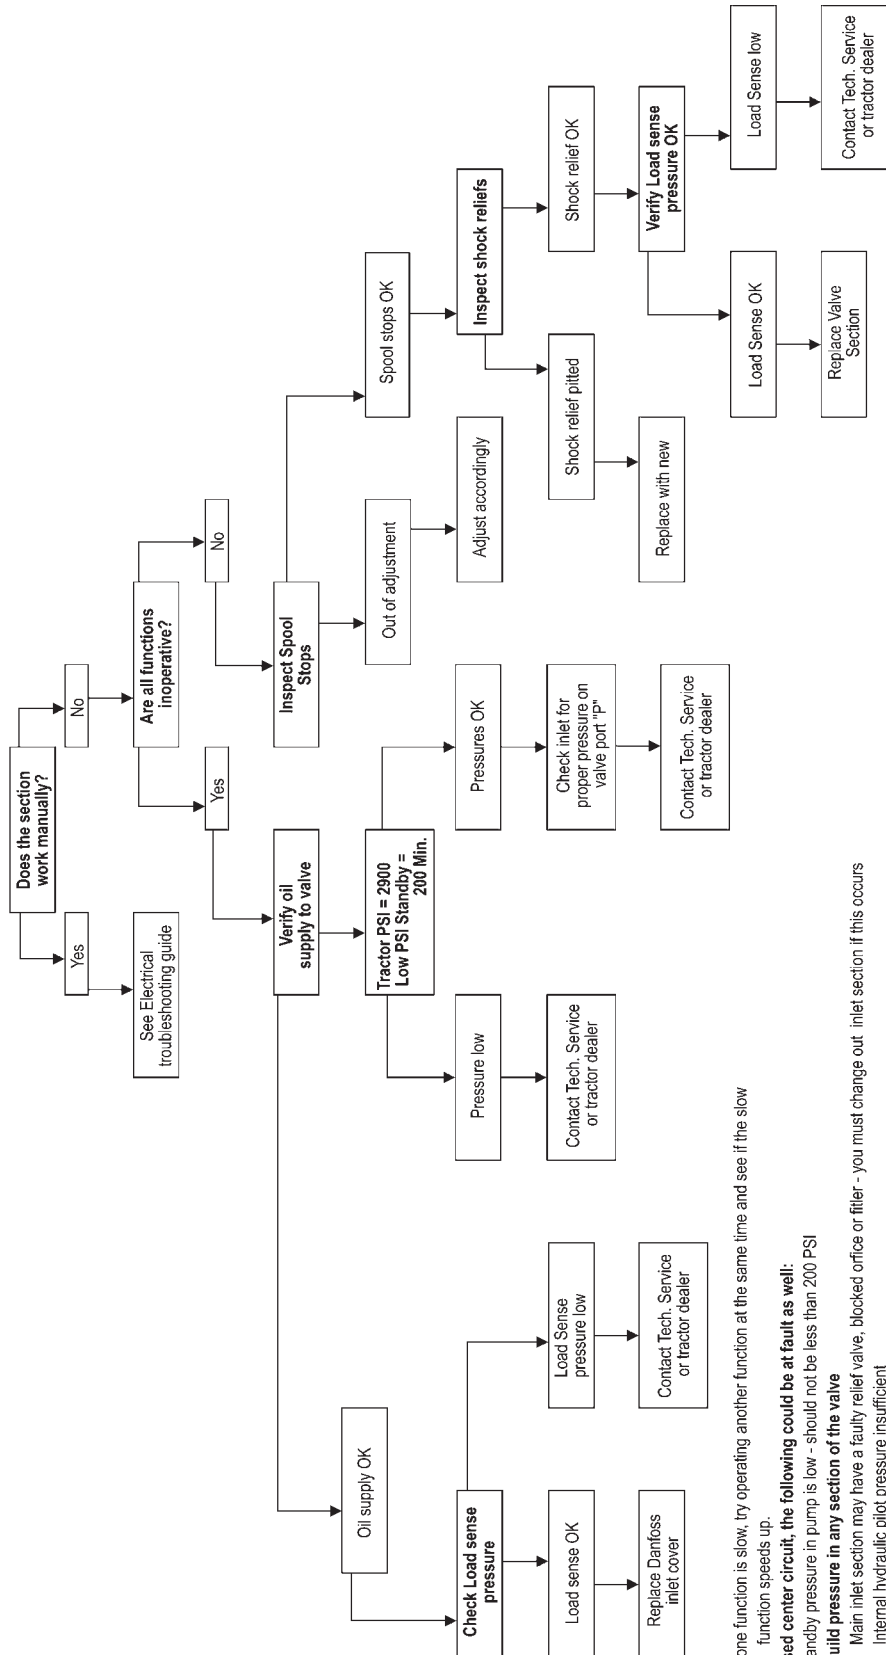 Does the section
work manually?
Yes
No
See Electrical
troubleshooting guide
Are all functions
inoperative?
Yes
No
Verify oil
supply to valve
Inspect Spool
Stops
Oil supply OK
Tractor PSI = 2900
Low PSI Standby =
200 Min.
Out of adjustment
Spool stops OK
Check Load sense
pressure
Pressure low
Pressures OK
Adjust accordingly
Inspect shock reliefs
Load sense OK
Load Sense
pressure low
Contact Tech. Service
or tractor dealer
Check inlet for
proper pressure on
valve port "P"
Shock relief pitted
Shock relief OK
Replace Danfoss
inlet cover
Contact Tech. Service
or tractor dealer
Contact Tech. Service
or tractor dealer
Replace with new
Verify Load sense
pressure OK
Load Sense OK
Load Sense low
Replace Valve
Section
Contact Tech. Service
or tractor dealer
one function is slow, try operating another function at the same time and see if the slow
function speeds up.
sed center circuit, the following could be at fault as well:
andby pressure in pump is low - should not be less than 200 PSI
uild pressure in any section of the valve
Main inlet section may have a faulty relief valve, blocked orfice or fitler - you must change out inlet section if this occurs
Internal hydraulic pilot pressure insufficient